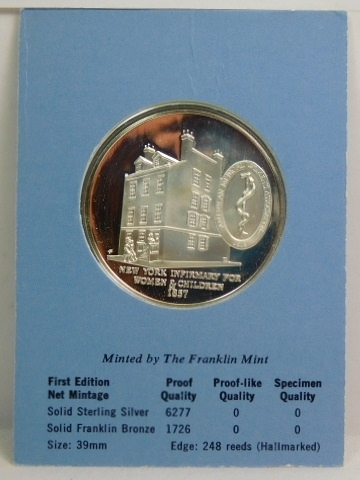 NEW YORK INFIRMARY FOR
WOMEN & CHILDREN
1857
Minted by The Franklin Mint
First Edition Proof Proof-like Specimen
Net Mintage Quality Quality Quality
Solid Sterling Silver 6277 0 0
Solid Franklin Bronze 1726 0 0
Size: 39mm Edge: 248 reeds (Hallmarked)